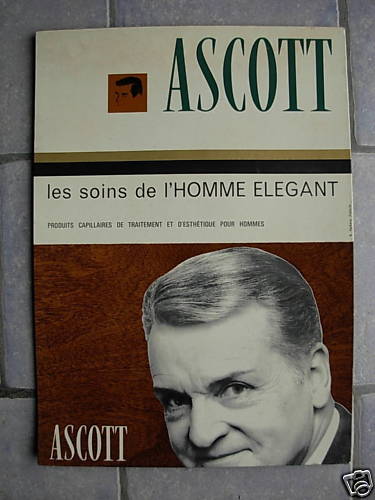 ASCOTT
les soins de l'HOMME ELEGANT
PRODUITS CAPILLAIRES DE TRAITEMENT ET D'ESTHÉTIQUE POUR HOMMES
ASCOTT